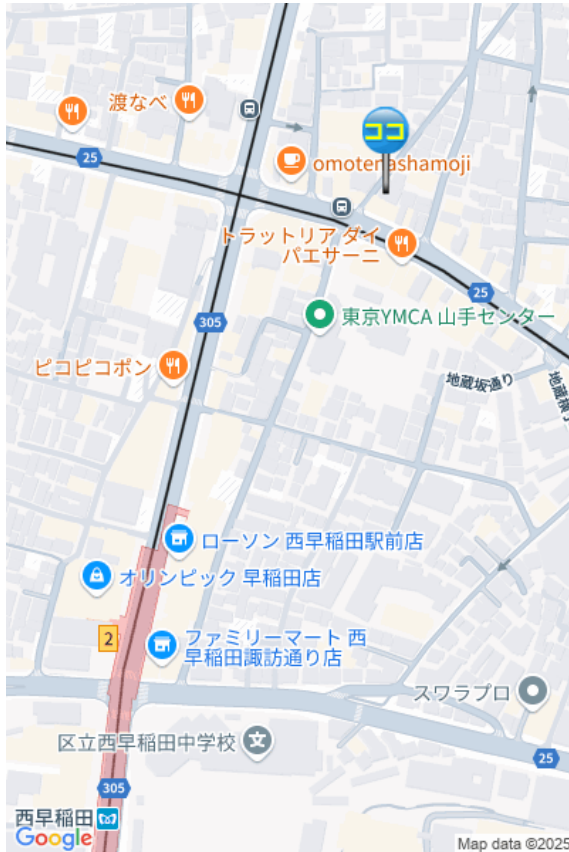 渡なべ
ココ
25
omotenashamoji
トラットリア ダイ
パエサーニ
25
305
東京YMCA 山手センター
ピコピコポン
地蔵坂通り
ローソン 西早稲田駅前店
オリンピック 早稲田店
2
ファミリーマート 西
早稲田諏訪通り店
スワラプロ
区立西早稲田中学校
文
25
305
西早稲田
Google
Map data ©2025